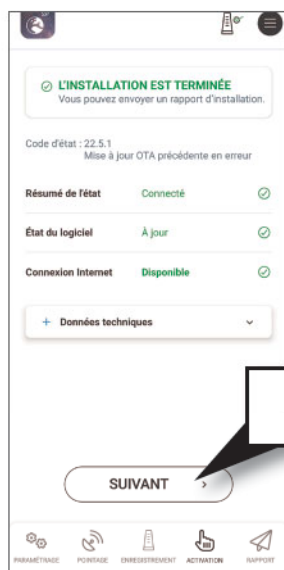 L'INSTALLATION EST TERMINÉE
Vous pouvez envoyer un rapport d'installation.
Code d'état : 22.5.1
Mise à jour OTA précédente en erreur
Résumé de l'état Connecté
État du logiciel À jour
Connexion Internet Disponible
+ Données techniques
SUIVANT >
PARAMÉTRAGE POINTAGE ENREGISTREMENT ACTIVATION RAPPORT